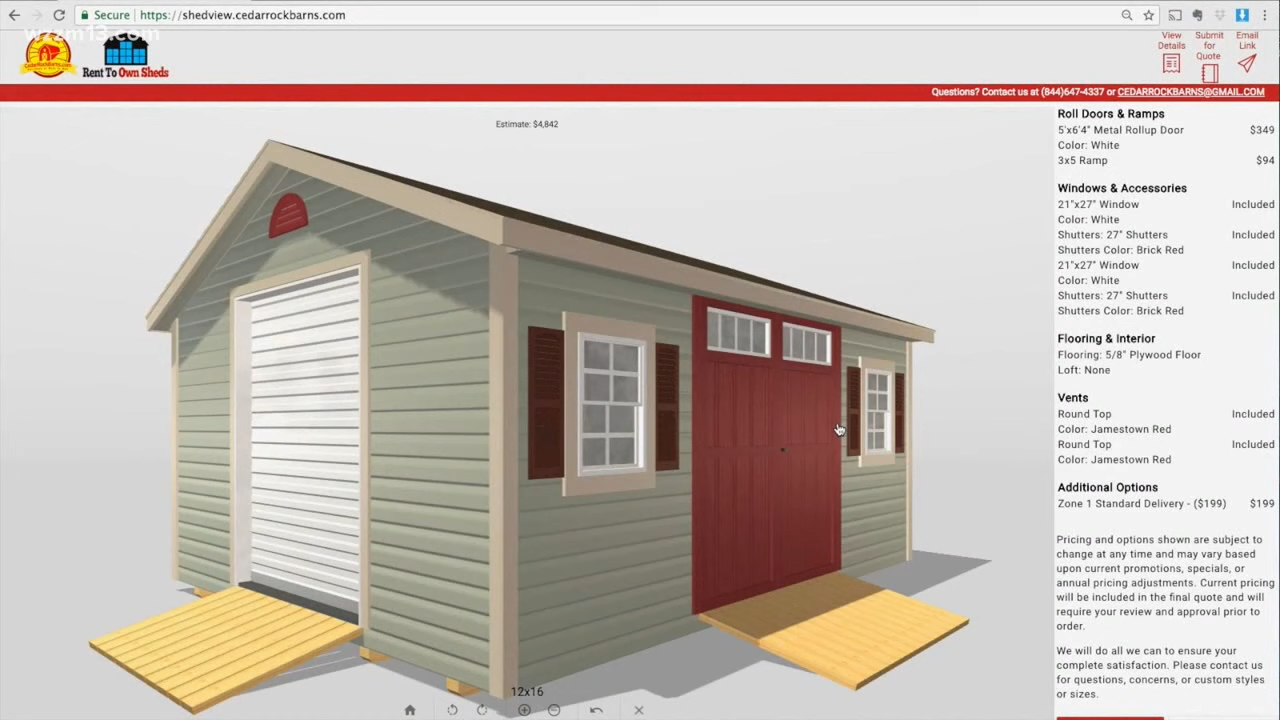 Secure
https://shedview.cedarrockbarns.com
wzzm13.com
CedarRockBarns.com
Rent To Own Sheds
View Details
Submit for Quote
Email Link
Questions? Contact us at (844)647-4337 or CEDARROCKBARNS@GMAIL.COM
Estimate: $4,842
Roll Doors & Ramps
5'x6'4" Metal Rollup Door $349
Color: White
3x5 Ramp $94
Windows & Accessories
21"x27" Window Included
Color: White
Shutters: 27" Shutters Included
Shutters Color: Brick Red
21"x27" Window Included
Color: White
Shutters: 27" Shutters Included
Shutters Color: Brick Red
Flooring & Interior
Flooring: 5/8" Plywood Floor
Loft: None
Vents
Round Top Included
Color: Jamestown Red
Round Top Included
Color: Jamestown Red
Additional Options
Zone 1 Standard Delivery - ($199) $199
Pricing and options shown are subject to
change at any time and may vary based
upon current promotions, specials, or
annual pricing adjustments. Current pricing
will be included in the final quote and will
require your review and approval prior to
order.
We will do all we can to ensure your
complete satisfaction. Please contact us
for questions, concerns, or custom styles
or sizes.
12x16